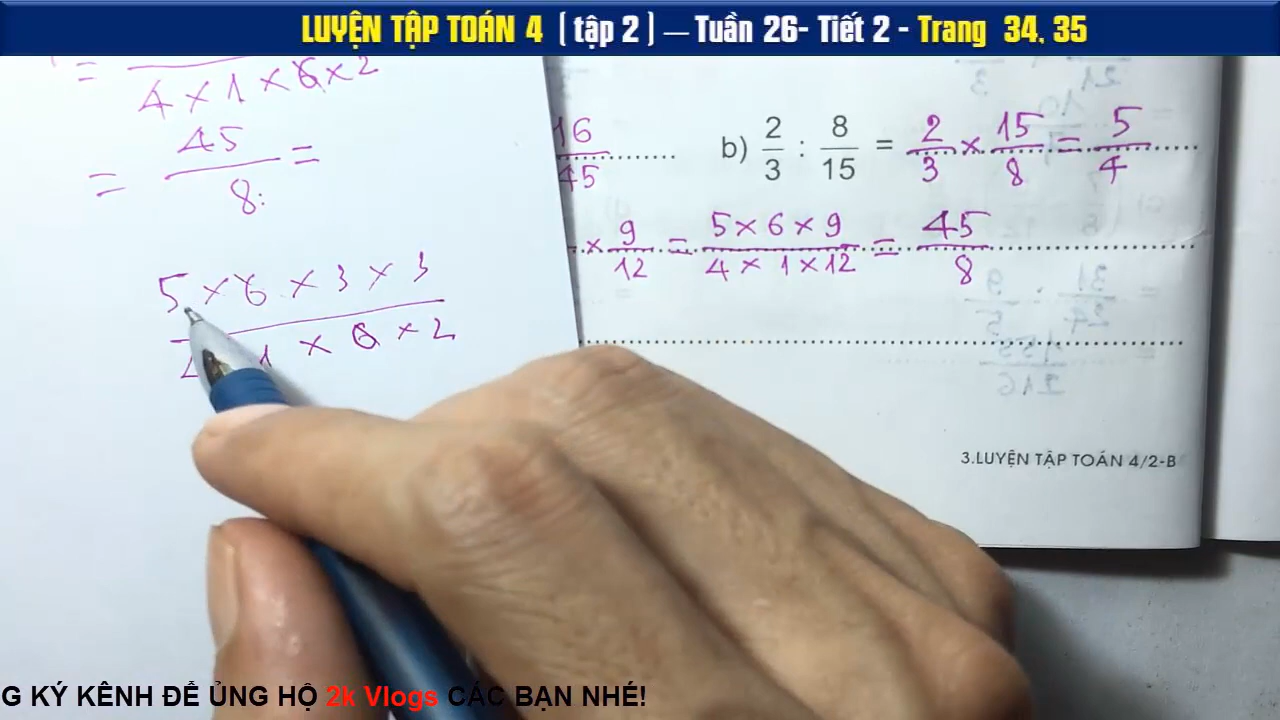 LUYỆN TẬP TOÁN 4 ( tập 2 ) — Tuần 26- Tiết 2 - Trang 34, 35
= 4 × 1 × 6 × 2
= 45/8 =
5 × 6 × 3 × 3
1 × 6 × 2
16/45
b) 2/3 : 8/15 = 2/3 × 15/8 = 5/4
× 9/12 = (5 × 6 × 9)/(4 × 1 × 12) = 45/8
3.LUYỆN TẬP TOÁN 4/2-B
G KÝ KÊNH ĐỂ ỦNG HỘ 2k Vlogs CÁC BẠN NHÉ!